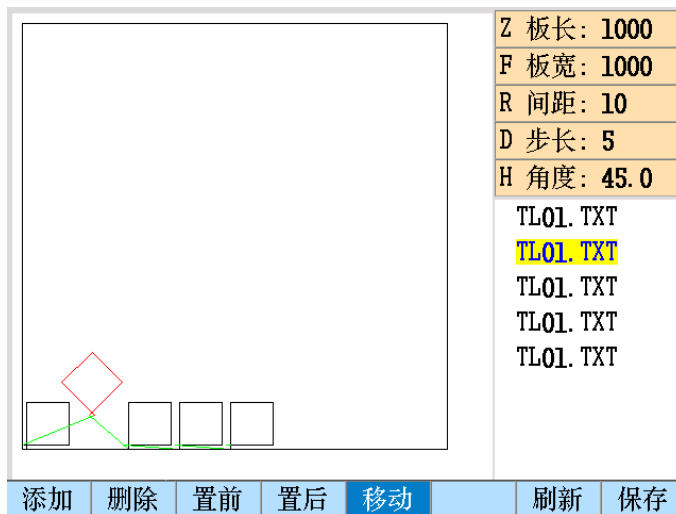 Z 板长: 1000
F 板宽: 1000
R 间距: 10
D 步长: 5
H 角度: 45.0
TL01.TXT
TL01.TXT
TL01.TXT
TL01.TXT
TL01.TXT
添加 删除 置前 置后 移动 刷新 保存